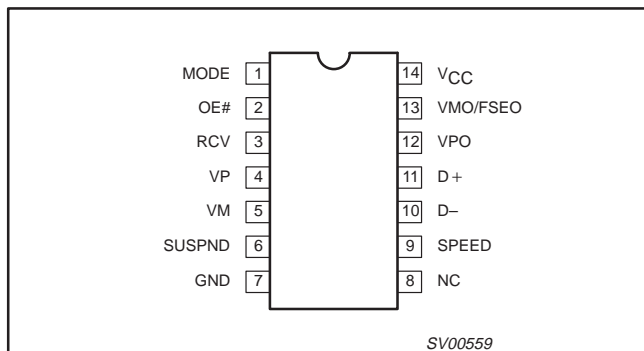 MODE 1 14 VCC
OE# 2 13 VMO/FSEO
RCV 3 12 VPO
VP 4 11 D+
VM 5 10 D–
SUSPND 6 9 SPEED
GND 7 8 NC
SV00559